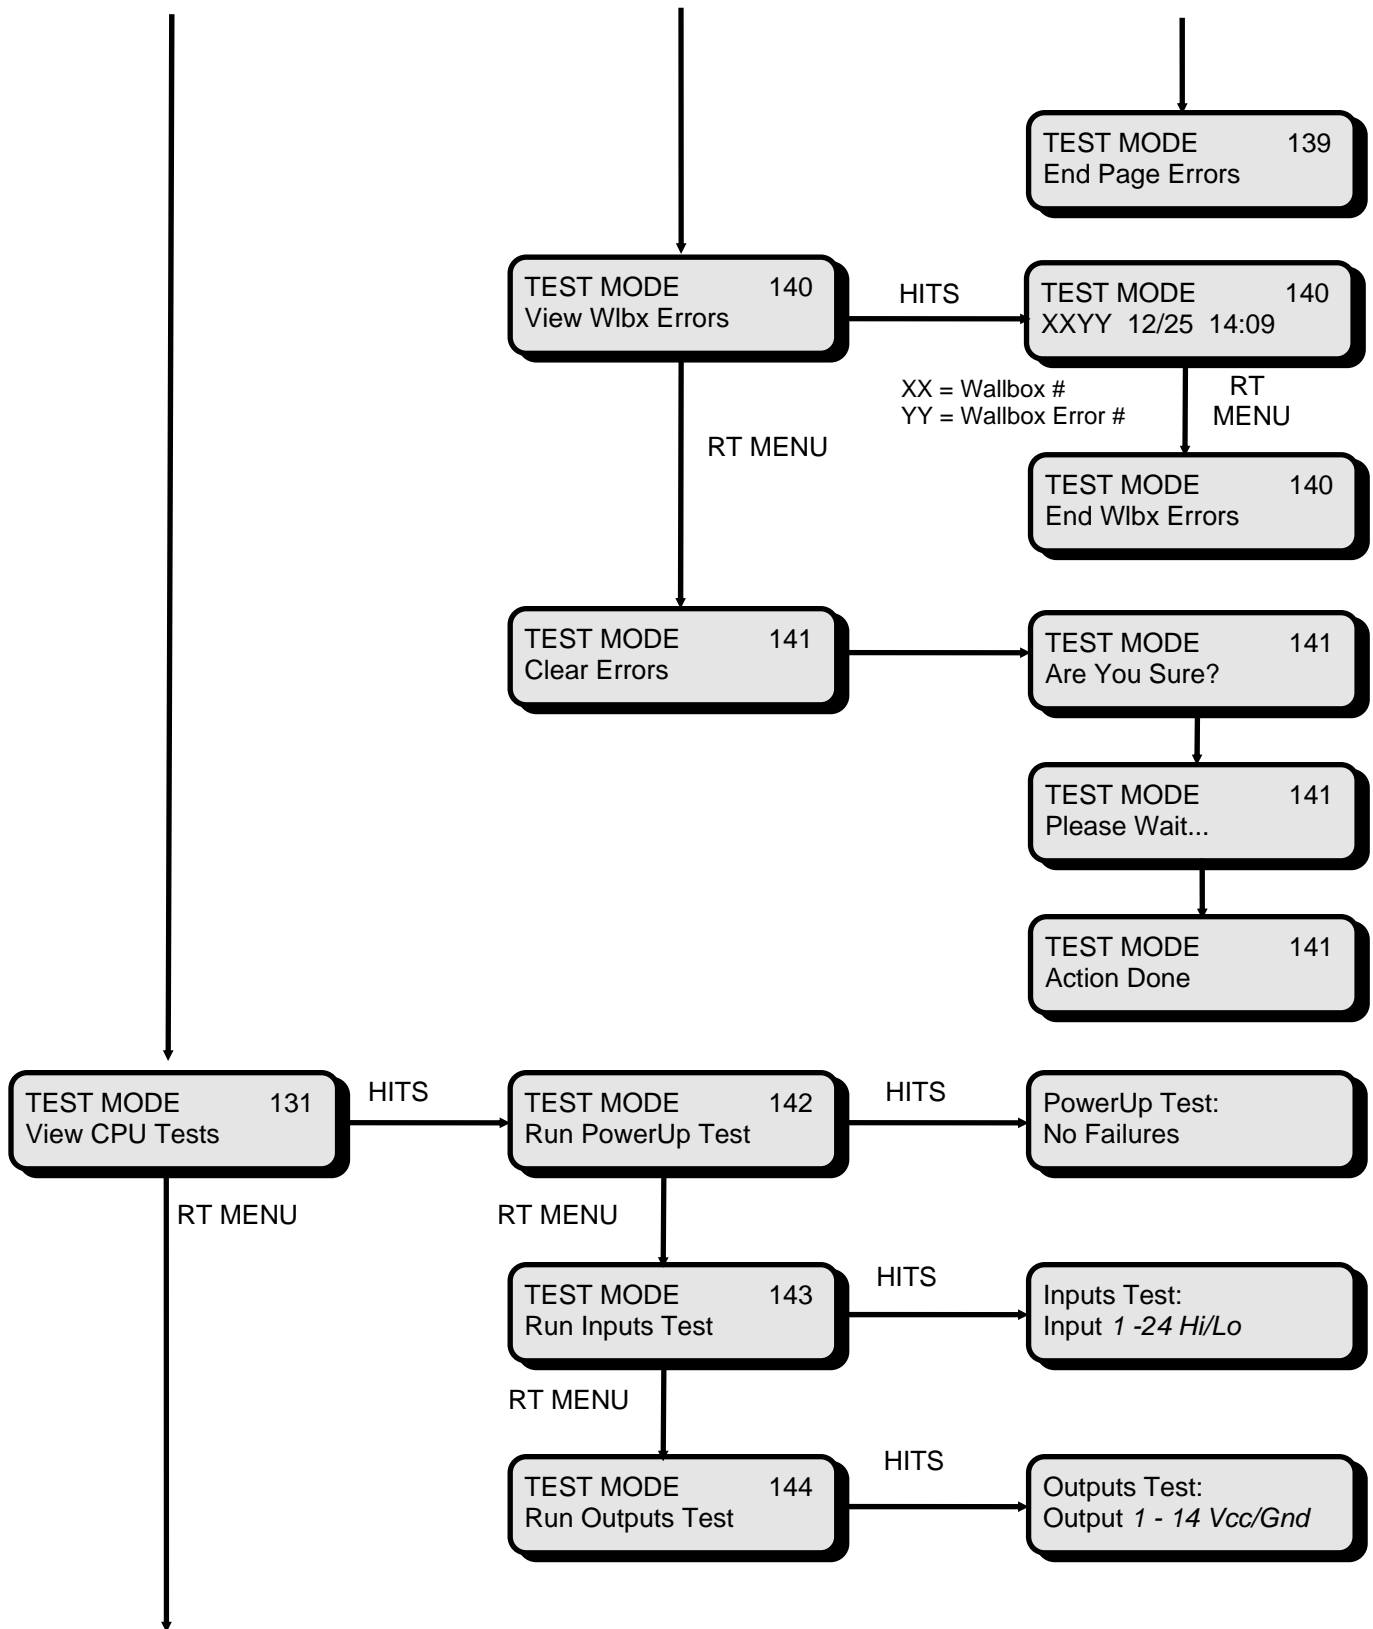 TEST MODE 139
End Page Errors
TEST MODE 140
View Wlbx Errors
HITS
TEST MODE 140
XXYY 12/25 14:09
XX = Wallbox #
YY = Wallbox Error #
RT
MENU
RT MENU
TEST MODE 140
End Wlbx Errors
TEST MODE 141
Clear Errors
TEST MODE 141
Are You Sure?
TEST MODE 141
Please Wait...
TEST MODE 141
Action Done
TEST MODE 131
View CPU Tests
HITS
TEST MODE 142
Run PowerUp Test
HITS
PowerUp Test:
No Failures
RT MENU
RT MENU
TEST MODE 143
Run Inputs Test
HITS
Inputs Test:
Input 1 -24 Hi/Lo
RT MENU
TEST MODE 144
Run Outputs Test
HITS
Outputs Test:
Output 1 - 14 Vcc/Gnd